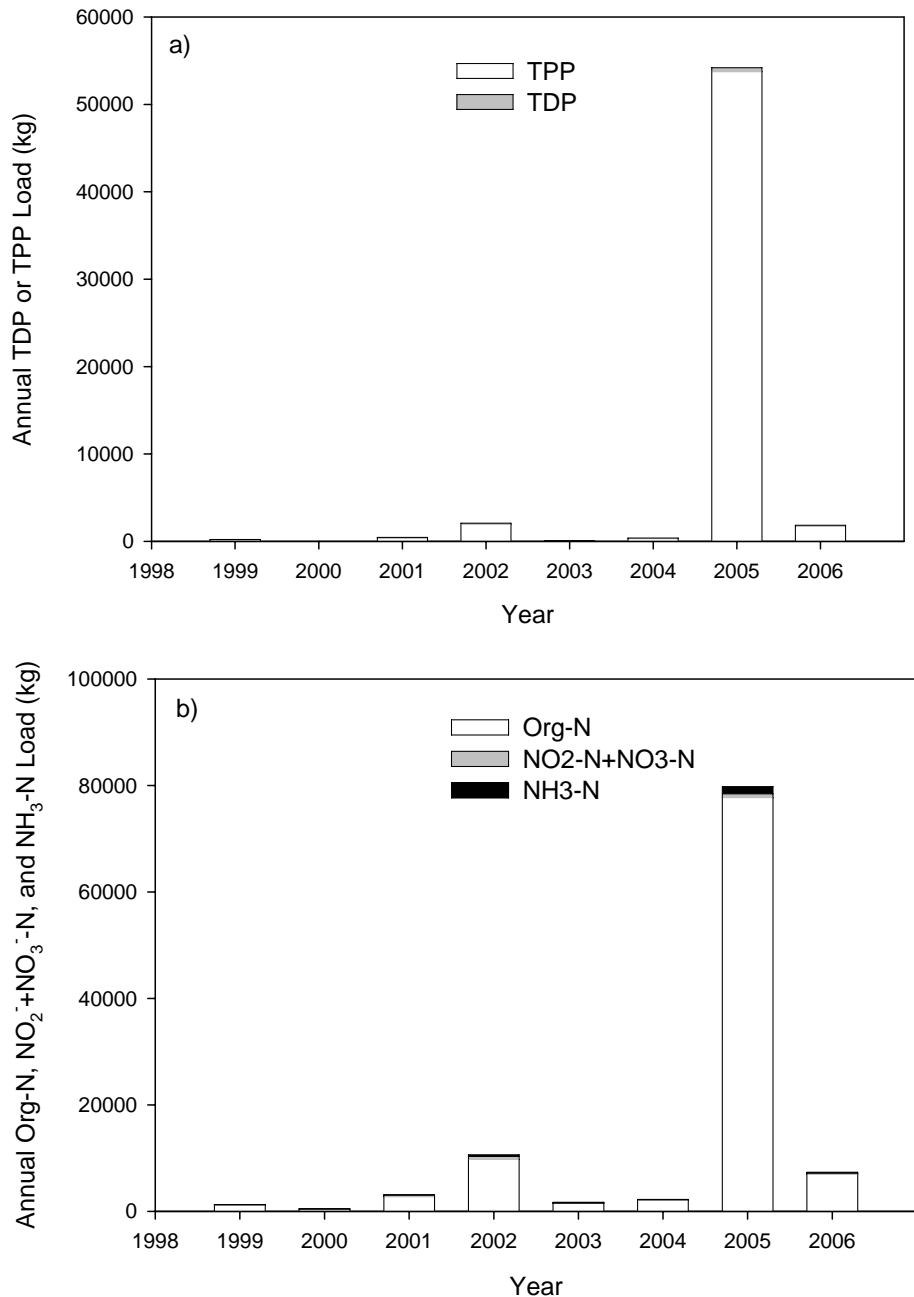 a)
TPP
TDP
Annual TDP or TPP Load (kg)
60000
50000
40000
30000
20000
10000
0
1998 1999 2000 2001 2002 2003 2004 2005 2006
Year
b)
Org-N
NO2-N+NO3-N
NH3-N
Annual Org-N, NO₂⁻+NO₃⁻-N, and NH₃-N Load (kg)
100000
80000
60000
40000
20000
0
1998 1999 2000 2001 2002 2003 2004 2005 2006
Year